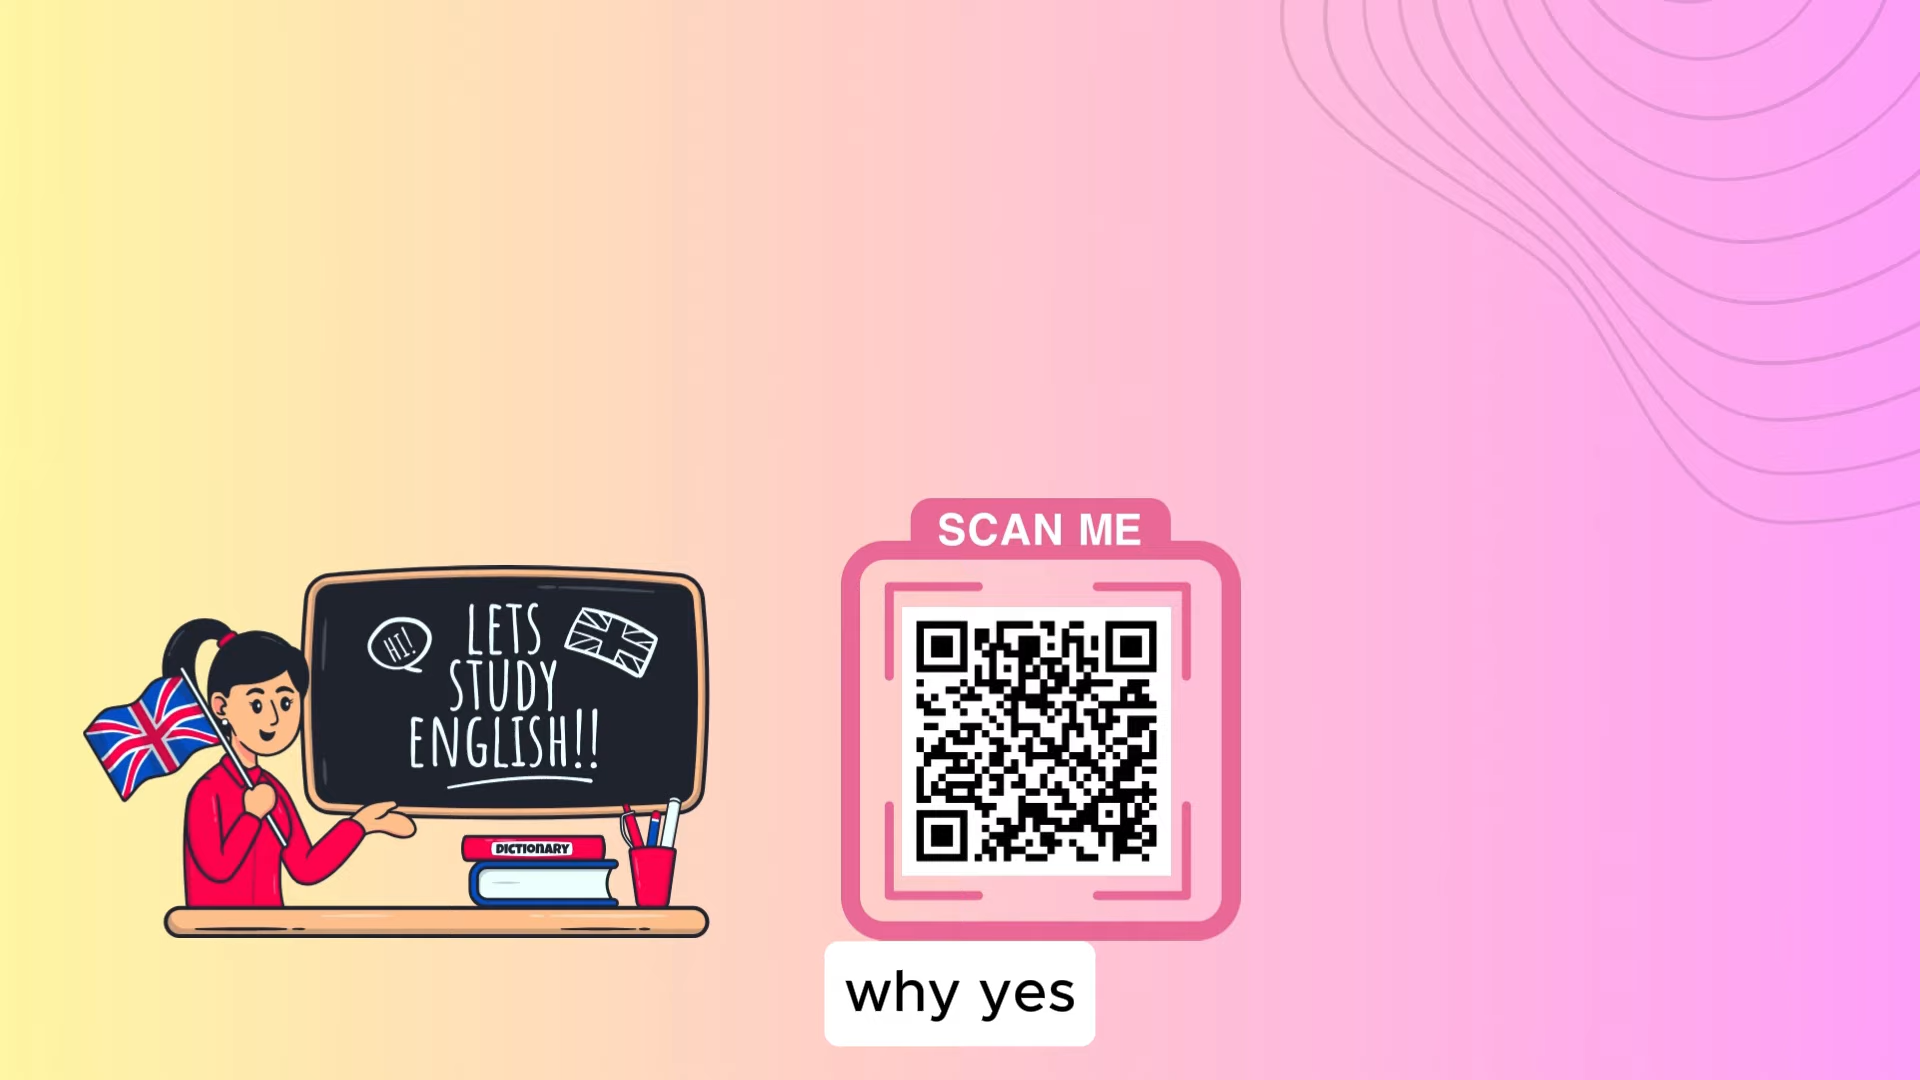 HI!
LETS
STUDY
ENGLISH!!
DICTIONARY
SCAN ME
why yes